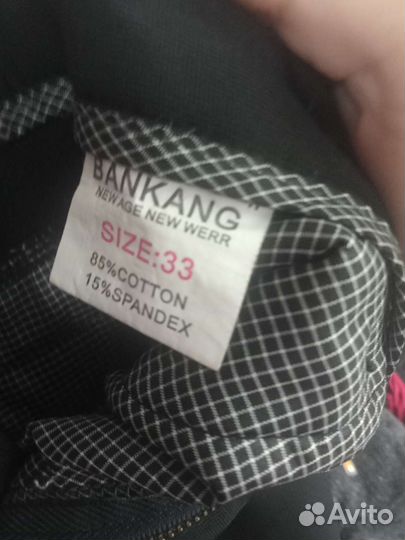 BANKANG
NEW AGE NEW WERR
SIZE:33
85%COTTON
15%SPANDEX
Avito